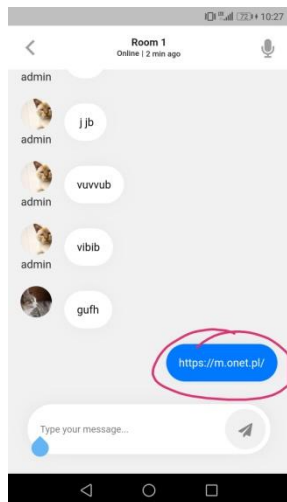 10:27
Room 1
Online | 2 min ago
admin
j jb
admin
vuvvub
admin
vibib
admin
gufh
https://m.onet.pl/
Type your message...